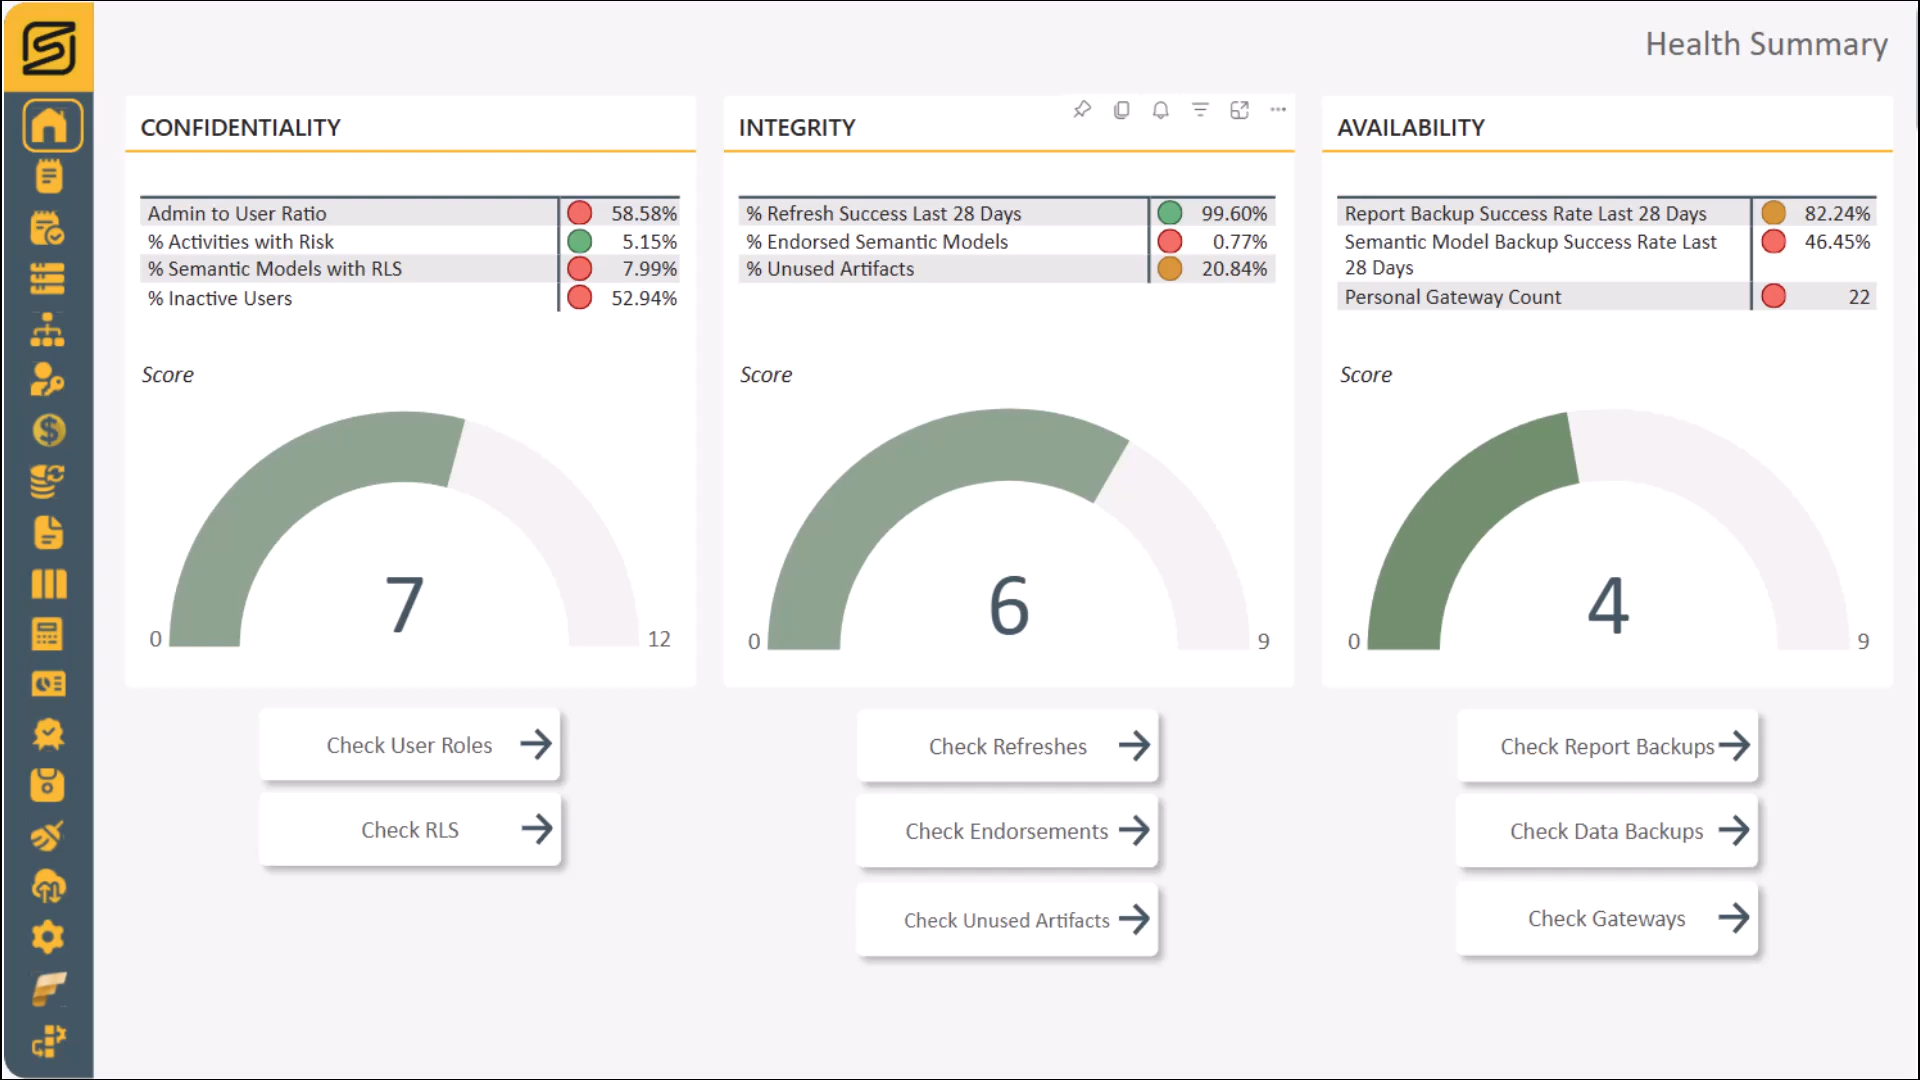 Health Summary
CONFIDENTIALITY
Admin to User Ratio 58.58%
% Activities with Risk 5.15%
% Semantic Models with RLS 7.99%
% Inactive Users 52.94%
Score
7
0
12
Check User Roles
Check RLS
INTEGRITY
% Refresh Success Last 28 Days 99.60%
% Endorsed Semantic Models 0.77%
% Unused Artifacts 20.84%
Score
6
0
9
Check Refreshes
Check Endorsements
Check Unused Artifacts
AVAILABILITY
Report Backup Success Rate Last 28 Days 82.24%
Semantic Model Backup Success Rate Last 46.45%
28 Days
Personal Gateway Count 22
Score
4
0
9
Check Report Backups
Check Data Backups
Check Gateways